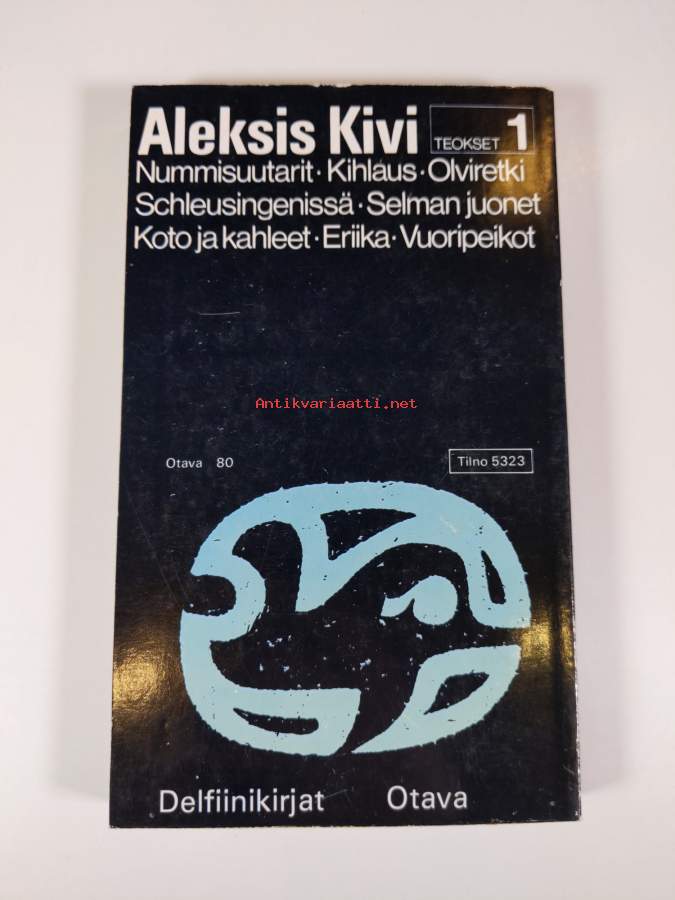 Aleksis Kivi TEOKSET 1
Nummisuutarit · Kihlaus · Olviretki
Schleusingenissä · Selman juonet
Koto ja kahleet · Eriika · Vuoripeikot
Antikvariaatti.net
Otava 80 Tilno 5323
Delfiinikirjat Otava